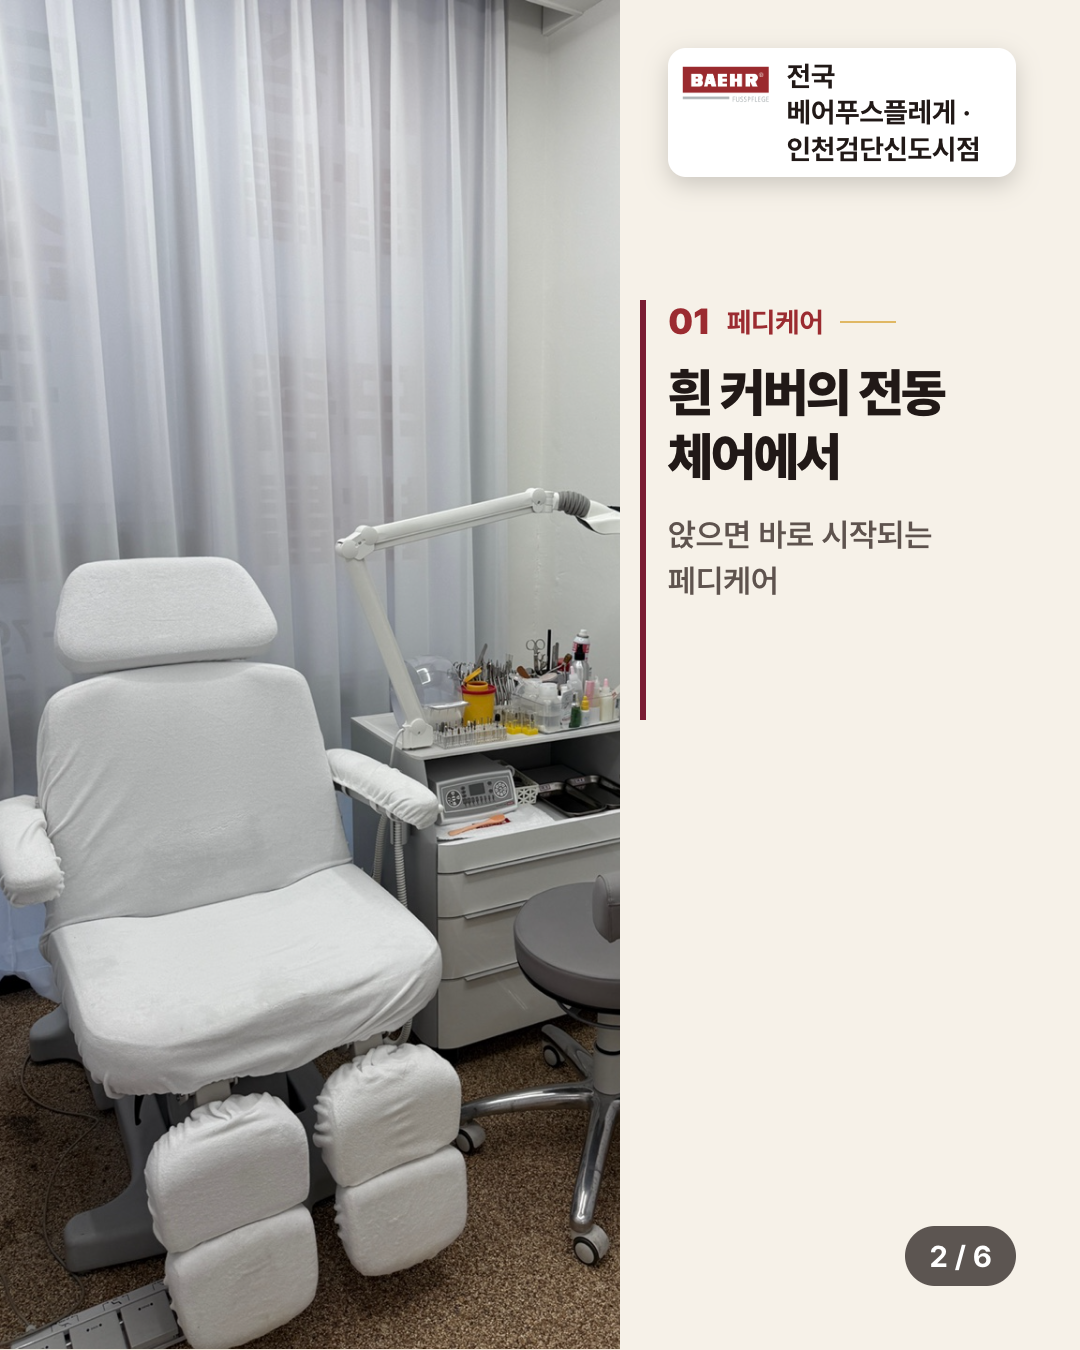 BAEHR
FUSSPFLEGE
전국
베어푸스플레게 ·
인천검단신도시점
01 페디케어
흰 커버의 전동
체어에서
앉으면 바로 시작되는
페디케어
2 / 6